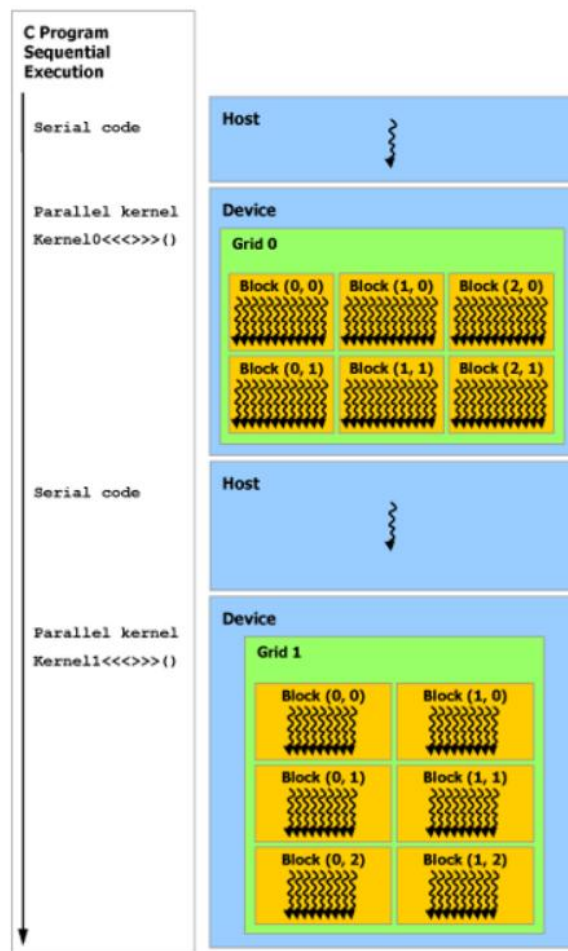 C Program
Sequential
Execution
Serial code
Host
Parallel kernel
Kernel0<<<>>>()
Device
Grid 0
Block (0, 0)
Block (1, 0)
Block (2, 0)
Block (0, 1)
Block (1, 1)
Block (2, 1)
Serial code
Host
Parallel kernel
Kernel1<<<>>>()
Device
Grid 1
Block (0, 0)
Block (1, 0)
Block (0, 1)
Block (1, 1)
Block (0, 2)
Block (1, 2)